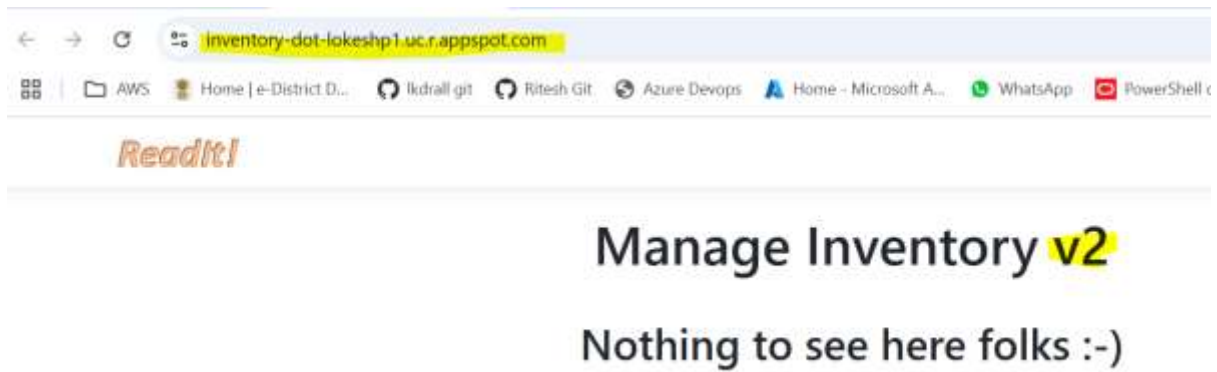 inventory-dot-lokeshp1.uc.r.appspot.com
AWS Home | e-District D... lkdrall git Ritesh Git Azure Devops Home - Microsoft A... WhatsApp PowerShell
ReadIt!
Manage Inventory v2
Nothing to see here folks :-)